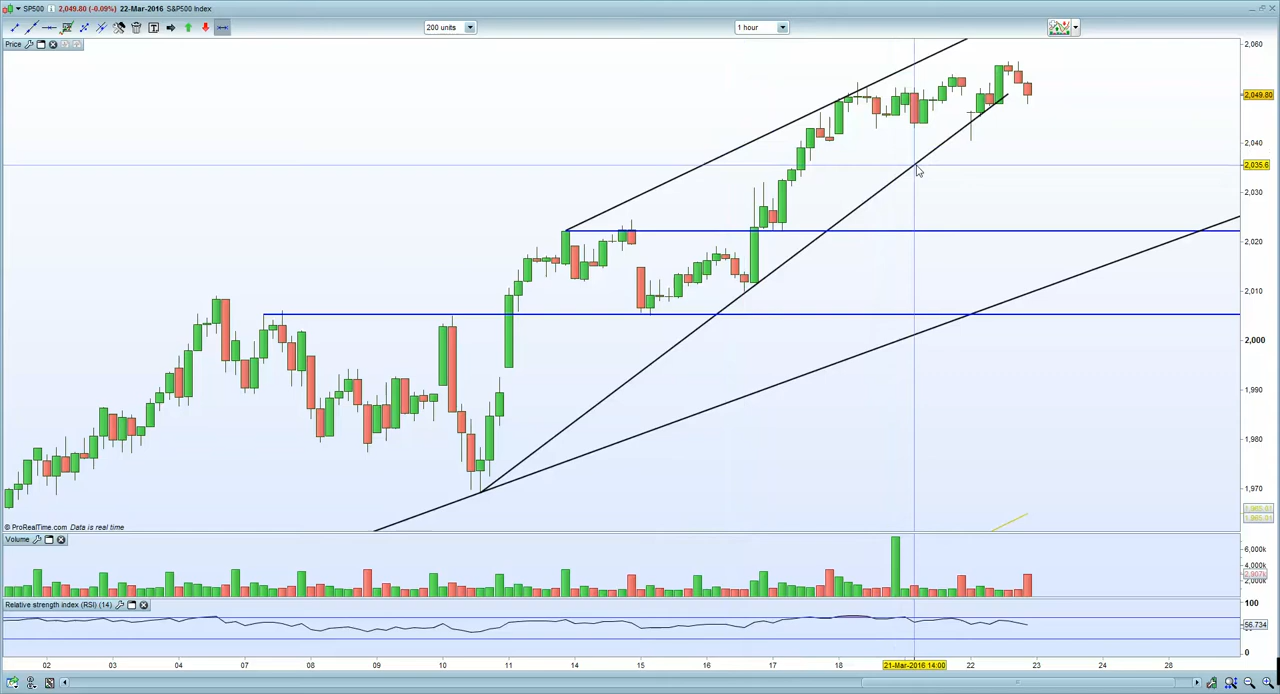 SP500 2,049.80 (-0.09%) 22-Mar-2016 S&P500 Index
200 units 1 hour
Price
2,060
2,049.80
2,040
2,035.6
2,030
2,020
2,010
2,000
1,990
1,980
1,970
© ProRealTime.com Data is real time
Volume
6,000k
4,000k
2,000k
Relative strength index (RSI) (14)
100
56.734
0
02 03 04 07 08 09 10 11 14 15 16 17 18 21-Mar-2016 14:00 22 23 24 28